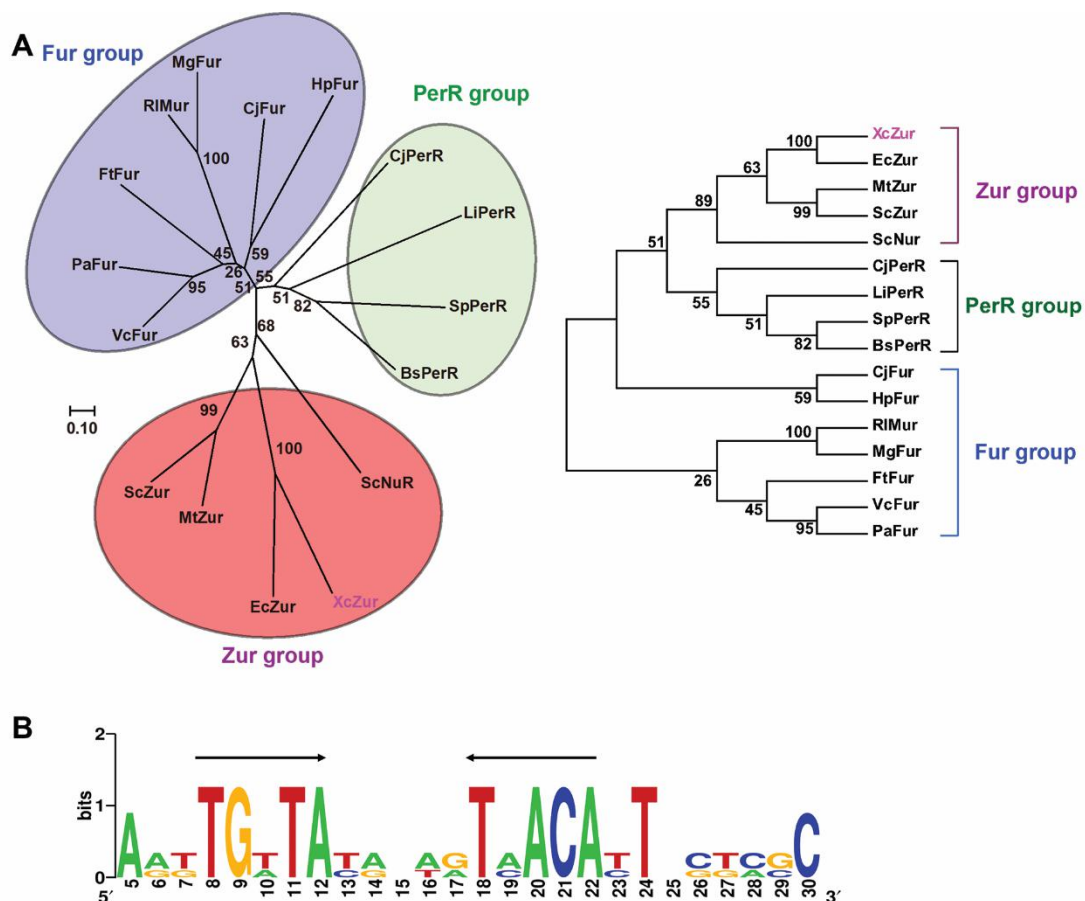 A
Fur group
MgFur
RlMur
CjFur
HpFur
FtFur
PaFur
VcFur
100
45
59
26
95
51
55
PerR group
CjPerR
LiPerR
SpPerR
BsPerR
51
82
68
63
0.10
99
100
ScZur
MtZur
ScNuR
EcZur
XcZur
Zur group
XcZur
EcZur
MtZur
ScZur
ScNur
CjPerR
LiPerR
SpPerR
BsPerR
CjFur
HpFur
RlMur
MgFur
FtFur
VcFur
PaFur
100
63
99
89
51
55
51
82
59
100
26
45
95
Zur group
PerR group
Fur group
B
2
1
0
bits
A A T T G T T A T A A G T A A C A T T C T C G C
G G A C G T A C C G G A C
5 6 7 8 9 10 11 12 13 14 15 16 17 18 19 20 21 22 23 24 25 26 27 28 29 30
5´ 3´